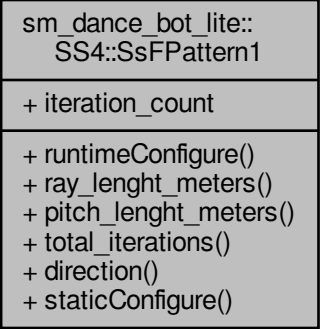 sm_dance_bot_lite::
SS4::SsFPattern1
+ iteration_count
+ runtimeConfigure()
+ ray_lenght_meters()
+ pitch_lenght_meters()
+ total_iterations()
+ direction()
+ staticConfigure()